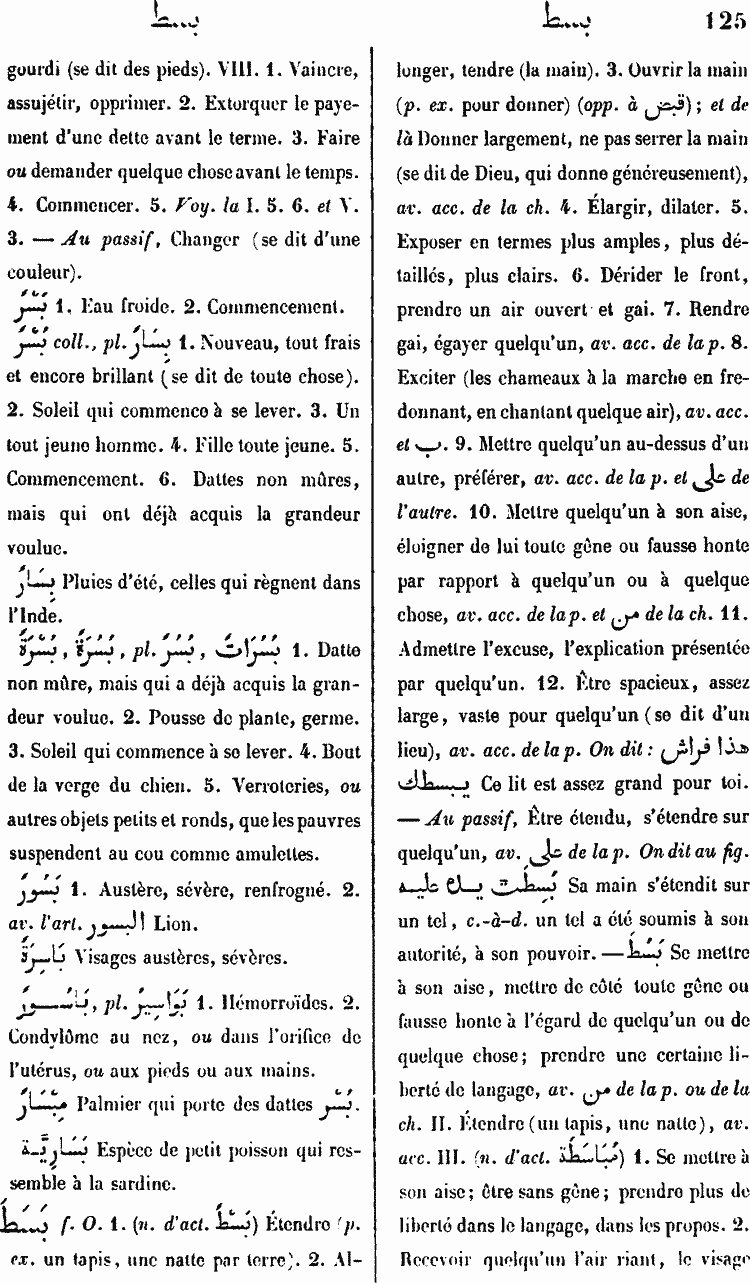 بسط
بسط
125
gourdi (se dit des pieds). VIII. 1. Vaincre,
assujétir, opprimer. 2. Extorquer le paye-
ment d'une dette avant le terme. 3. Faire
ou demander quelque chose avant le temps.
4. Commencer. 5. Voy. la I. 5. 6. et V.
3. — Au passif, Changer (se dit d'une
couleur).
بَسْرٌ 1. Eau froide. 2. Commencement.
بُسْرٌ coll., pl. بِسَارٌ 1. Nouveau, tout frais
et encore brillant (se dit de toute chose).
2. Soleil qui commence à se lever. 3. Un
tout jeune homme. 4. Fille toute jeune. 5.
Commencement. 6. Dattes non mûres,
mais qui ont déjà acquis la grandeur
voulue.
بِسَارٌ Pluies d'été, celles qui règnent dans
l'Inde.
بُسْرَةٌ, بُسُرَةٌ, pl. بُسُرٌ, بُسُرَاتٌ 1. Datte
non mûre, mais qui a déjà acquis la gran-
deur voulue. 2. Pousse de plante, germe.
3. Soleil qui commence à se lever. 4. Bout
de la verge du chien. 5. Verroteries, ou
autres objets petits et ronds, que les pauvres
suspendent au cou comme amulettes.
بَسُورٌ 1. Austère, sévère, renfrogné. 2.
av. l'art. البسور Lion.
بَاسِرَةٌ Visages austères, sévères.
بَاسُورٌ, pl. بَوَاسِيرُ 1. Hémorroïdes. 2.
Condylôme au nez, ou dans l'orifice de
l'utérus, ou aux pieds ou aux mains.
مِبْسَارٌ Palmier qui porte des dattes بُسْر.
بَسَارِيَّة Espèce de petit poisson qui res-
semble à la sardine.
بَسَطَ f. O. 1. (n. d'act. بَسْطٌ) Étendre (p.
ex. un tapis, une natte par terre). 2. Al-
longer, tendre (la main). 3. Ouvrir la main
(p. ex. pour donner) (opp. à قبض); et de
là Donner largement, ne pas serrer la main
(se dit de Dieu, qui donne généreusement),
av. acc. de la ch. 4. Élargir, dilater. 5.
Exposer en termes plus amples, plus dé-
taillés, plus clairs. 6. Dérider le front,
prendre un air ouvert et gai. 7. Rendre
gai, égayer quelqu'un, av. acc. de la p. 8.
Exciter (les chameaux à la marche en fre-
donnant, en chantant quelque air), av. acc.
et ب. 9. Mettre quelqu'un au-dessus d'un
autre, préférer, av. acc. de la p. et على de
l'autre. 10. Mettre quelqu'un à son aise,
éloigner de lui toute gêne ou fausse honte
par rapport à quelqu'un ou à quelque
chose, av. acc. de la p. et من de la ch. 11.
Admettre l'excuse, l'explication présentée
par quelqu'un. 12. Être spacieux, assez
large, vaste pour quelqu'un (se dit d'un
lieu), av. acc. de la p. On dit : هذا فراش
يبسطك Ce lit est assez grand pour toi.
— Au passif, Être étendu, s'étendre sur
quelqu'un, av. على de la p. On dit au fig.
بُسِطَتْ يده عليه Sa main s'étendit sur
un tel, c.-à-d. un tel a été soumis à son
autorité, à son pouvoir. — بَسُطَ Se mettre
à son aise, mettre de côté toute gêne ou
fausse honte à l'égard de quelqu'un ou de
quelque chose; prendre une certaine li-
berté de langage, av. من de la p. ou de la
ch. II. Étendre (un tapis, une natte), av.
acc. III. (n. d'act. مُبَاسَطَةٌ) 1. Se mettre à
son aise; être sans gêne; prendre plus de
liberté dans le langage, dans les propos. 2.
Recevoir quelqu'un l'air riant, le visage